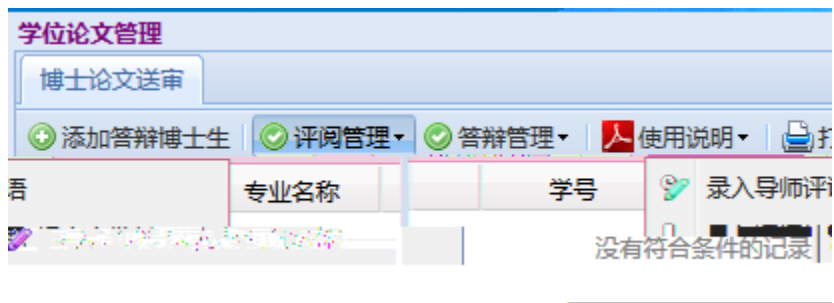 学位论文管理
博士论文送审
添加答辩博士生 评阅管理 答辩管理 使用说明 打
语 专业名称 学号 录入导师评
没有符合条件的记录